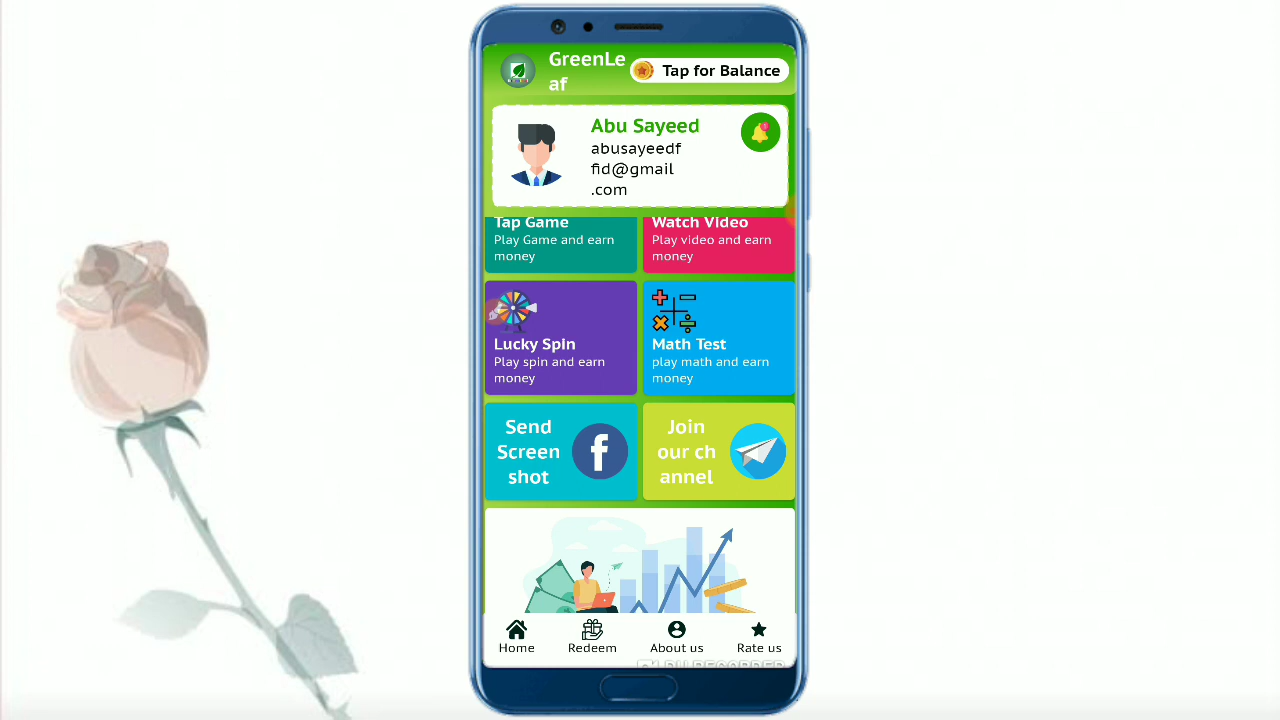 GreenLe
af
Tap for Balance
Abu Sayeed
abusayeedf
fid@gmail
.com
Tap Game
Play Game and earn
money
Watch Video
Play video and earn
money
Lucky Spin
Play spin and earn
money
Math Test
play math and earn
money
Send
Screen
shot
Join
our ch
annel
Home
Redeem
About us
Rate us
DU RECORDER